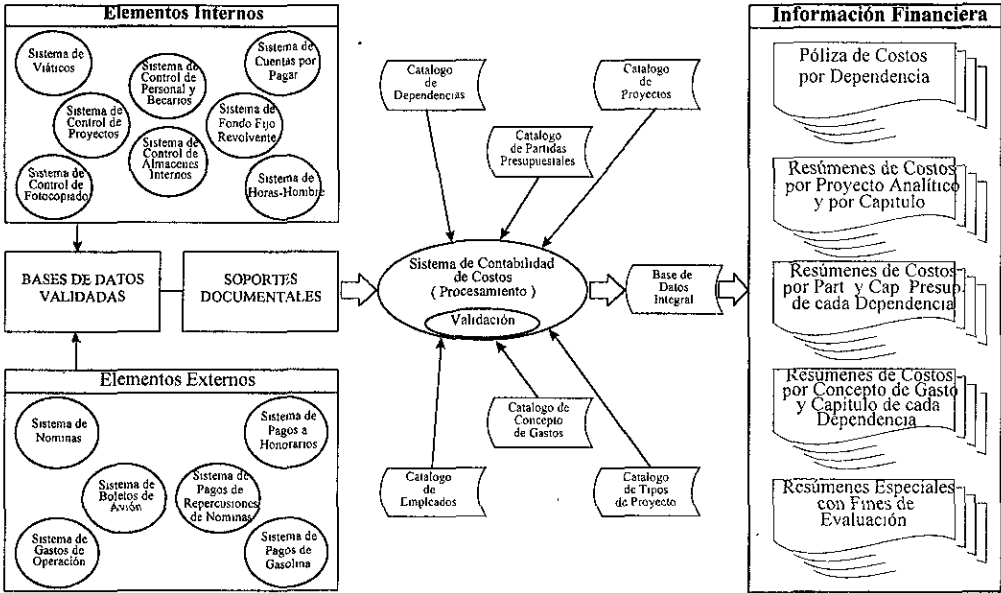 Elementos Internos
Sistema de
Viáticos
Sistema de
Control de
Personal y
Becarios
Sistema de
Cuentas por
Pagar
Sistema de
Control de
Proyectos
Sistema de
Fondo Fijo
Revolvente
Sistema de
Control de
Almacenes
Internos
Sistema de
Control de
Fotocopiado
Sistema de
Horas-Hombre
BASES DE DATOS
VALIDADAS
SOPORTES
DOCUMENTALES
Elementos Externos
Sistema de
Nominas
Sistema de
Pagos a
Honorarios
Sistema de
Boletos de
Avión
Sistema de
Pagos de
Repercusiones
de Nominas
Sistema de
Gastos de
Operación
Sistema de
Pagos de
Gasolina
Catalogo
de
Dependencias
Catalogo
de
Proyectos
Catalogo
de Partidas
Presupuestales
Sistema de Contabilidad
de Costos
( Procesamiento )
Validación
Base de
Datos
Integral
Catalogo de
Concepto
de Gastos
Catalogo
de
Empleados
Catalogo
de Tipos
de Proyecto
Información Financiera
Póliza de Costos
por Dependencia
Resúmenes de Costos
por Proyecto Analítico
y por Capitulo
Resúmenes de Costos
por Part y Cap Presup.
de cada Dependencia
Resúmenes de Costos
por Concepto de Gasto
y Capitulo de cada
Dependencia
Resúmenes Especiales
con Fines de
Evaluación